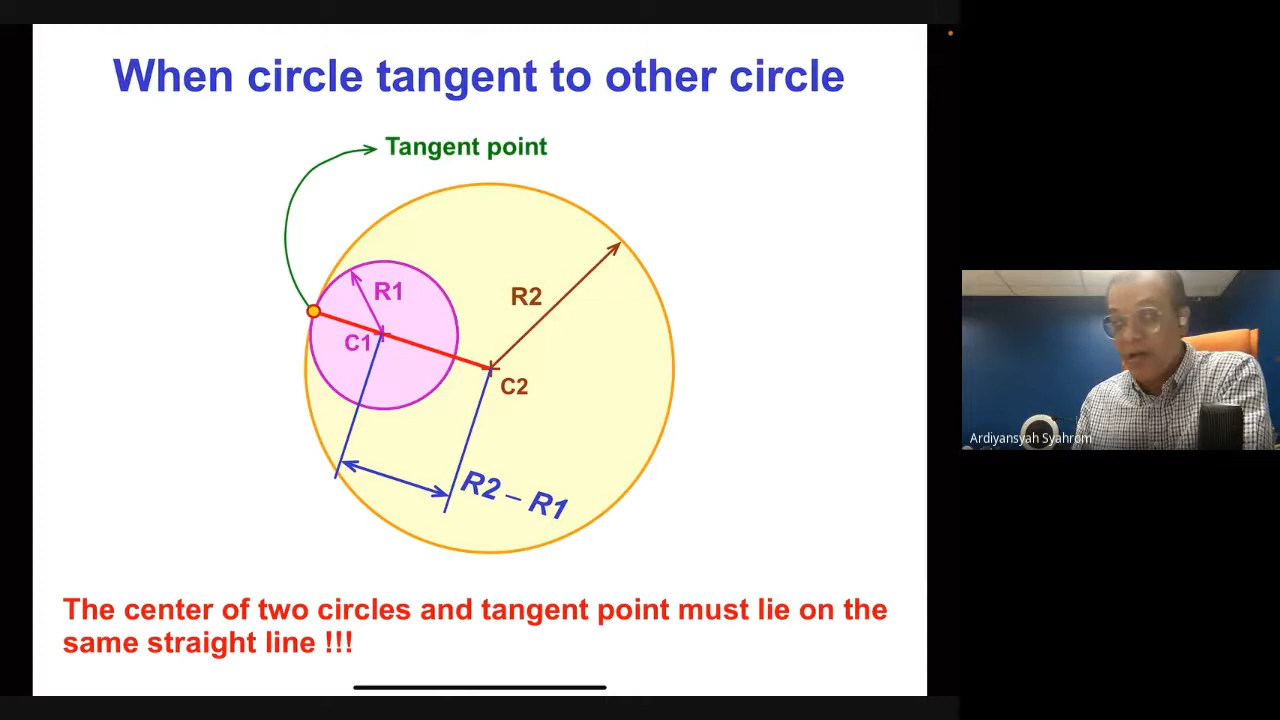 When circle tangent to other circle
Tangent point
R1
R2
C1
C2
R2 – R1
The center of two circles and tangent point must lie on the
same straight line !!!
Ardiyansyah Syahrom